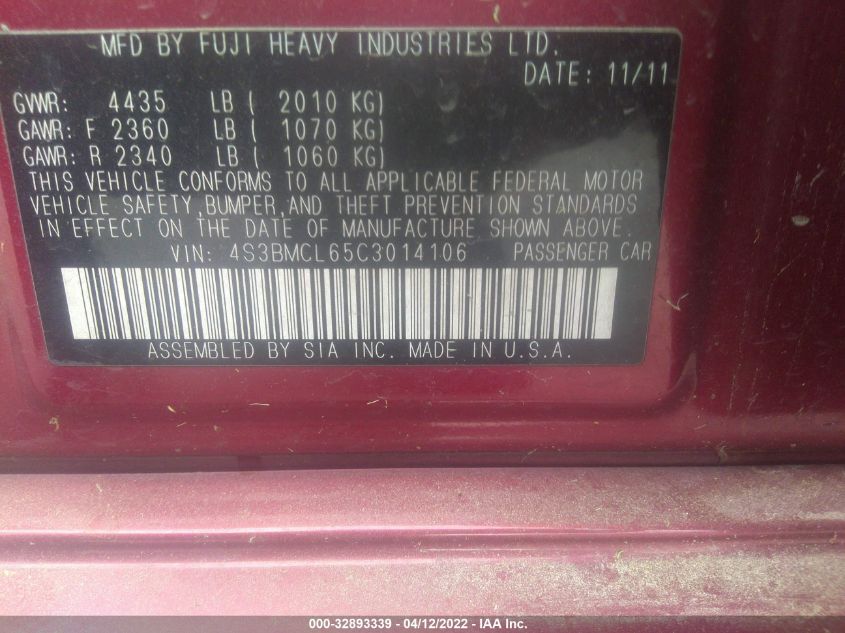 MFD BY FUJI HEAVY INDUSTRIES LTD.
DATE: 11/11
GVWR: 4435 LB ( 2010 KG)
GAWR: F 2360 LB ( 1070 KG)
GAWR: R 2340 LB ( 1060 KG)
THIS VEHICLE CONFORMS TO ALL APPLICABLE FEDERAL MOTOR
VEHICLE SAFETY,BUMPER,AND THEFT PREVENTION STANDARDS
IN EFFECT ON THE DATE OF MANUFACTURE SHOWN ABOVE.
VIN: 4S3BMCL65C3014106 PASSENGER CAR
ASSEMBLED BY SIA INC. MADE IN U.S.A.
000-32893339 - 04/12/2022 - IAA Inc.